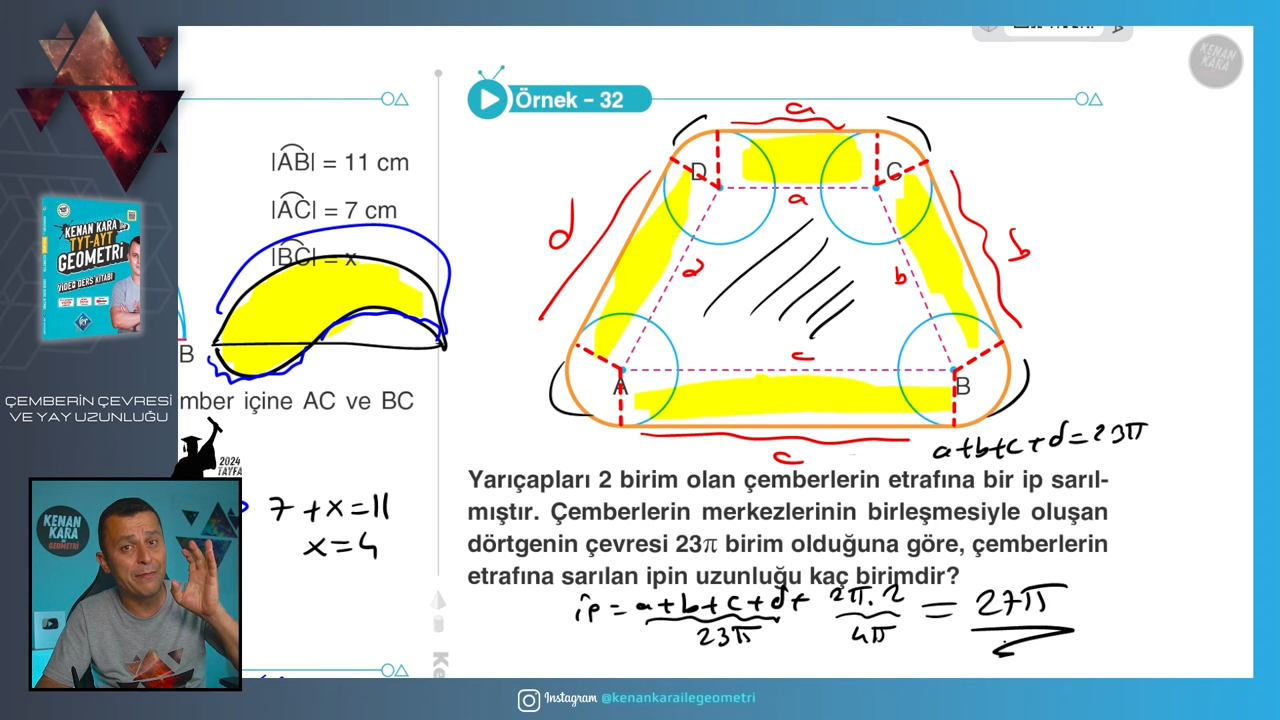 KENAN KARA
TYT-AYT
GEOMETRİ
VİDEO DERS KİTABI
ÇEMBERİN ÇEVRESİ
VE YAY UZUNLUĞU
2024
TAYFA
KENAN
KARA
GEOMETRİ
|AB| = 11 cm
|AC| = 7 cm
|BC| = x
B
mber içine AC ve BC
7 + x = 11
x = 4
Ke
KENAN
KARA
Örnek – 32
a
D
C
a
d
d
b
b
c
A
B
c
a+b+c+d=23π
Yarıçapları 2 birim olan çemberlerin etrafına bir ip sarıl-
mıştır. Çemberlerin merkezlerinin birleşmesiyle oluşan
dörtgenin çevresi 23π birim olduğuna göre, çemberlerin
etrafına sarılan ipin uzunluğu kaç birimdir?
ip = a+b+c+d+ 2π.2 = 27π
23π 4π
Instagram @kenankarailegeometri